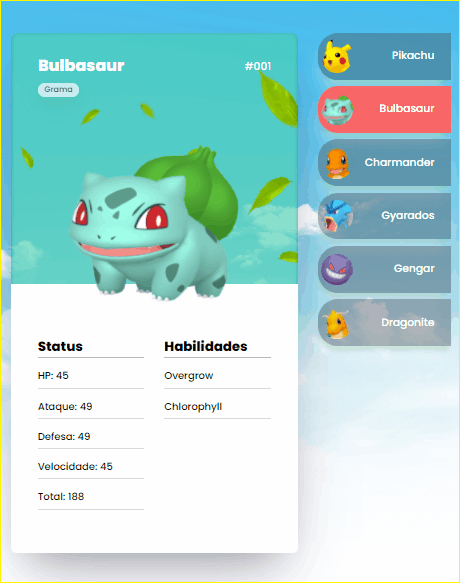 Bulbasaur
#001
Grama
Status
HP: 45
Ataque: 49
Defesa: 49
Velocidade: 45
Total: 188
Habilidades
Overgrow
Chlorophyll
Pikachu
Bulbasaur
Charmander
Gyarados
Gengar
Dragonite